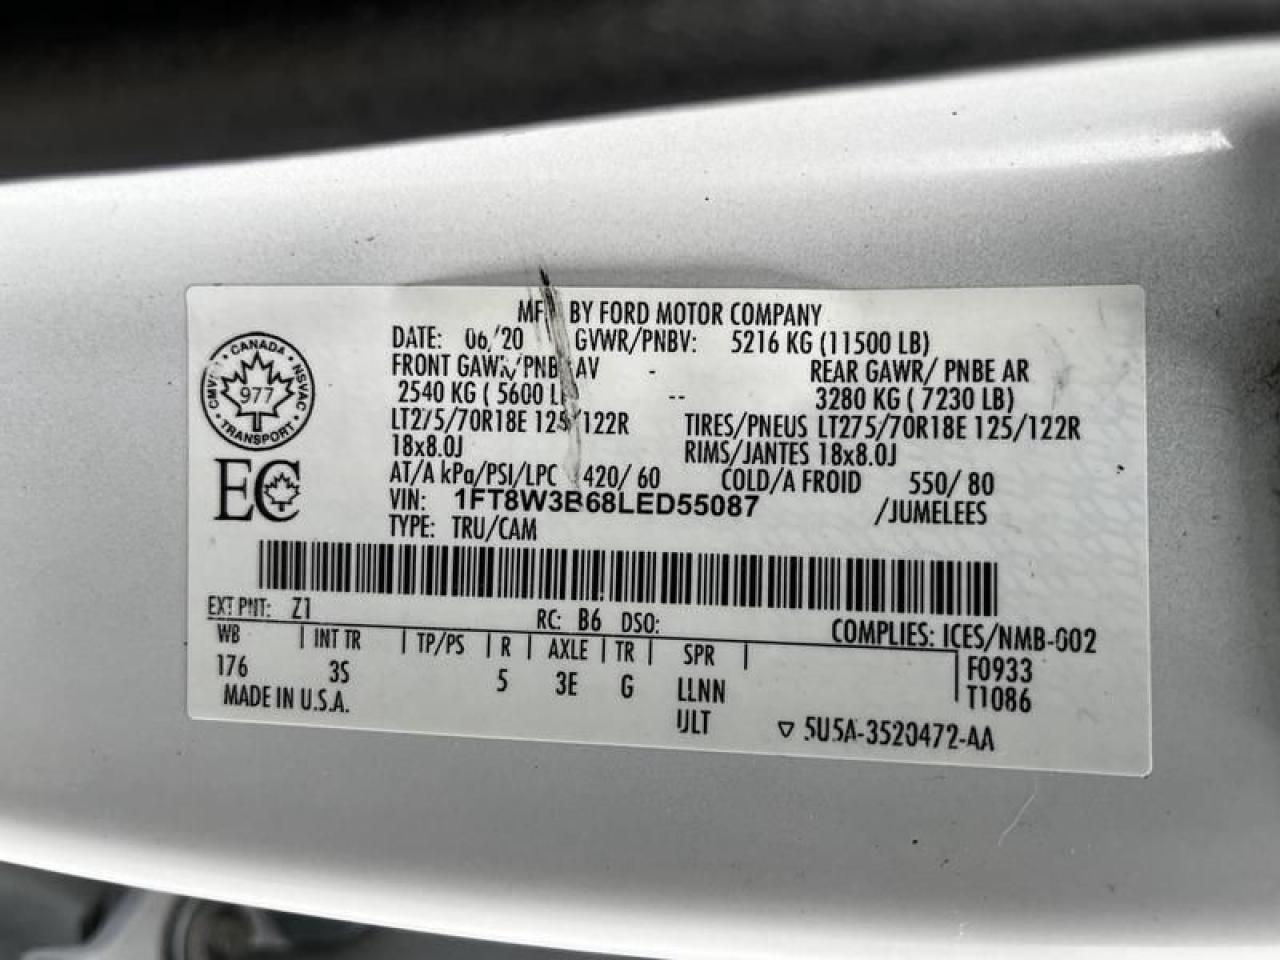 MF BY FORD MOTOR COMPANY
DATE: 06/20 GVWR/PNBV: 5216 KG (11500 LB)
FRONT GAWR/PNBE AV - REAR GAWR/ PNBE AR
2540 KG ( 5600 LB -- 3280 KG ( 7230 LB)
LT275/70R18E 125/122R TIRES/PNEUS LT275/70R18E 125/122R
18x8.0J RIMS/JANTES 18x8.0J
AT/A kPa/PSI/LPC 420/ 60 COLD/A FROID 550/ 80
VIN: 1FT8W3B68LED55087 /JUMELEES
TYPE: TRU/CAM
CANADA
CMVSS NSVAC
977
TRANSPORT
EC
EXT PNT: Z1 RC: B6 DSO: COMPLIES: ICES/NMB-002
WB | INT TR | TP/PS | R | AXLE | TR | SPR | F0933
176 3S 5 3E G LLNN T1086
MADE IN U.S.A. ULT ▽ 5U5A-3520472-AA